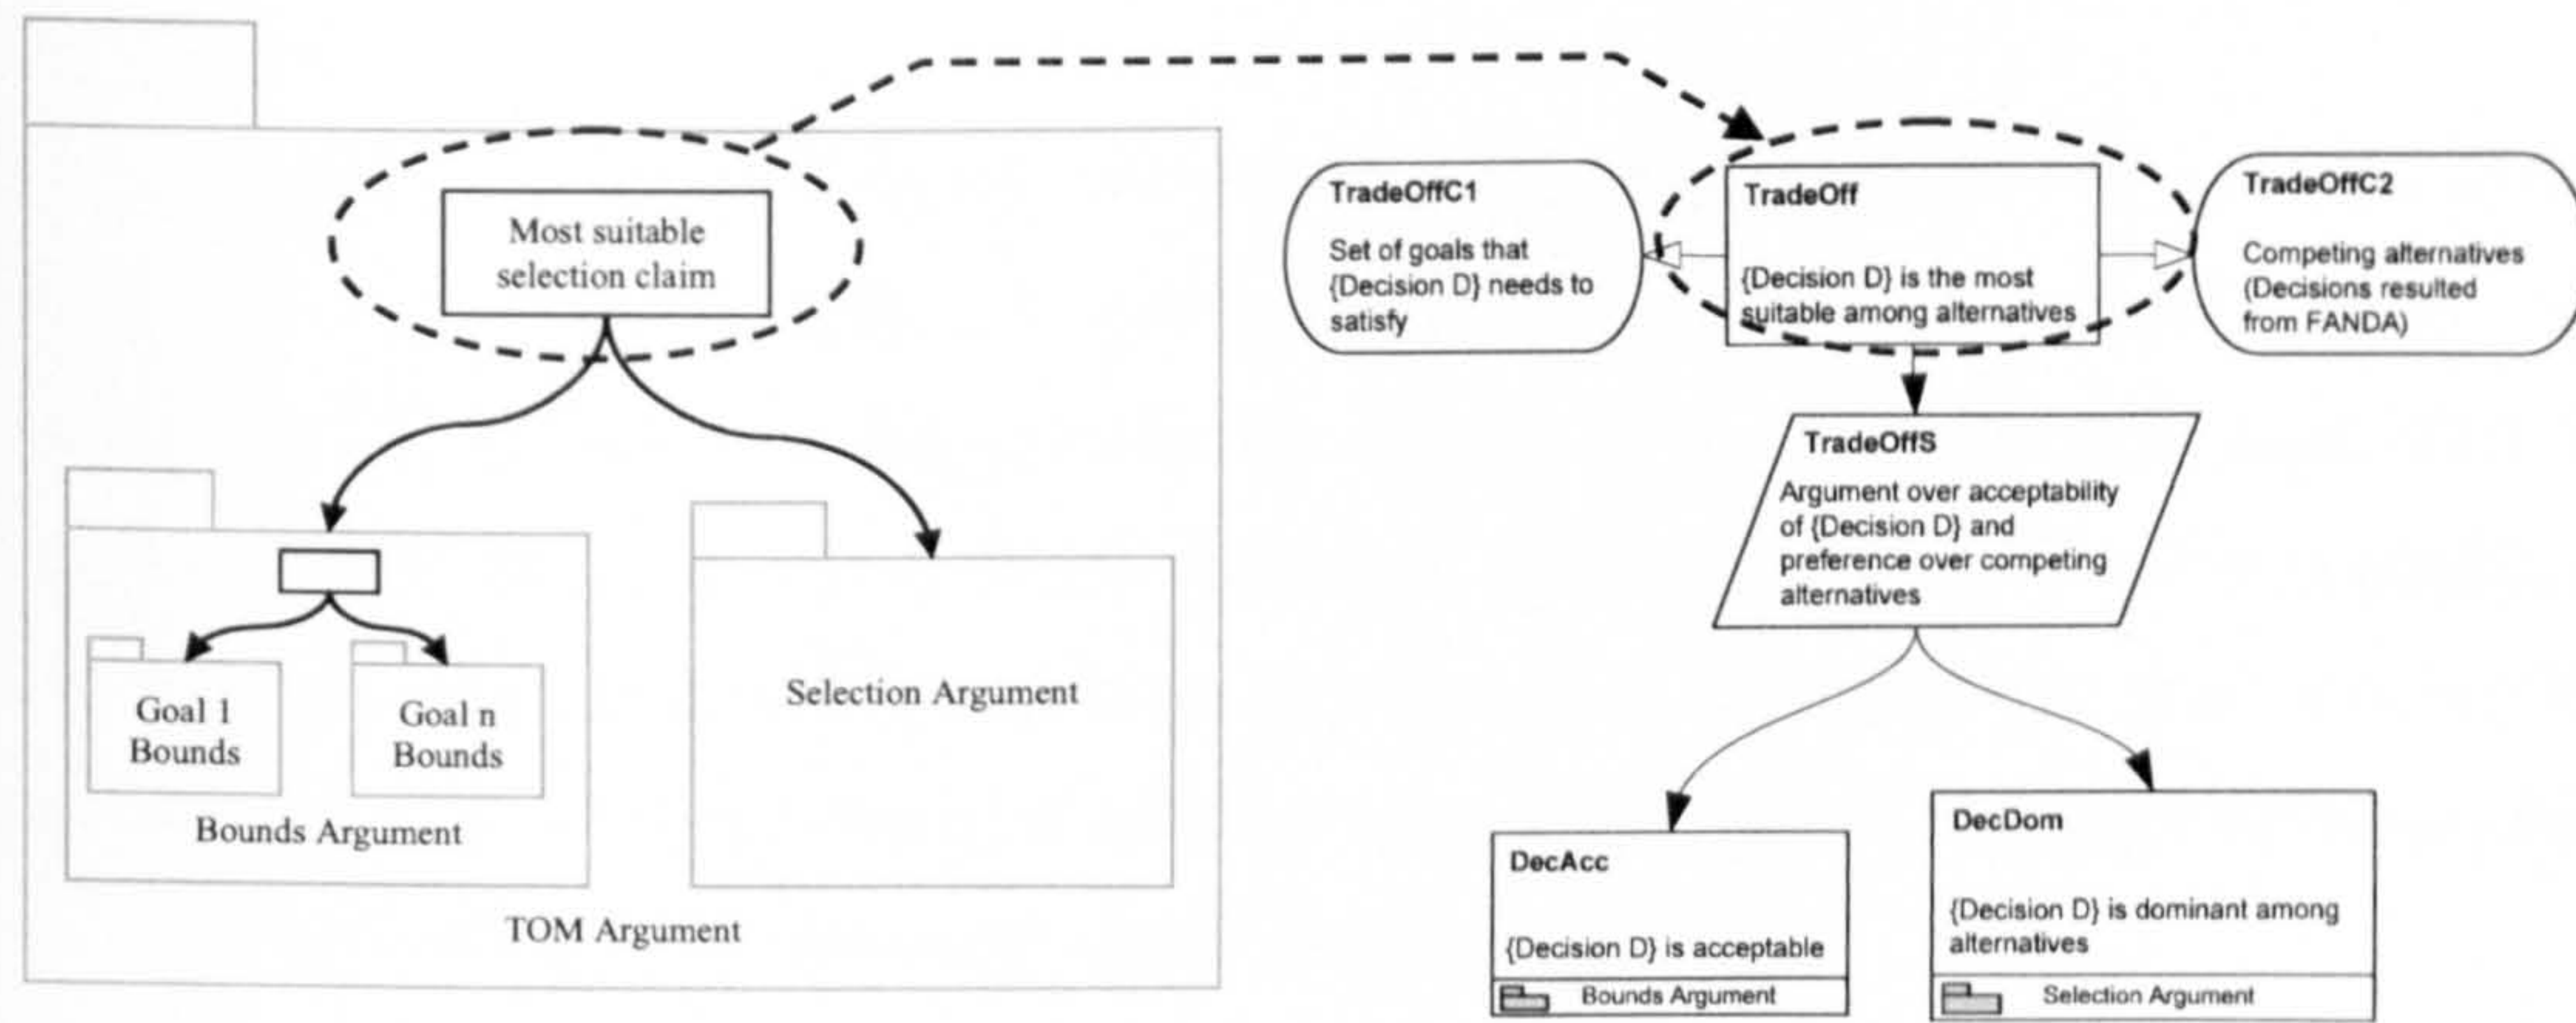 Most suitable
selection claim
Goal 1
Bounds
Goal n
Bounds
Bounds Argument
Selection Argument
TOM Argument
TradeOffC1
Set of goals that
{Decision D} needs to
satisfy
TradeOff
{Decision D} is the most
suitable among alternatives
TradeOffC2
Competing alternatives
(Decisions resulted
from FANDA)
TradeOffS
Argument over acceptability
of {Decision D} and
preference over competing
alternatives
DecAcc
{Decision D} is acceptable
Bounds Argument
DecDom
{Decision D} is dominant among
alternatives
Selection Argument